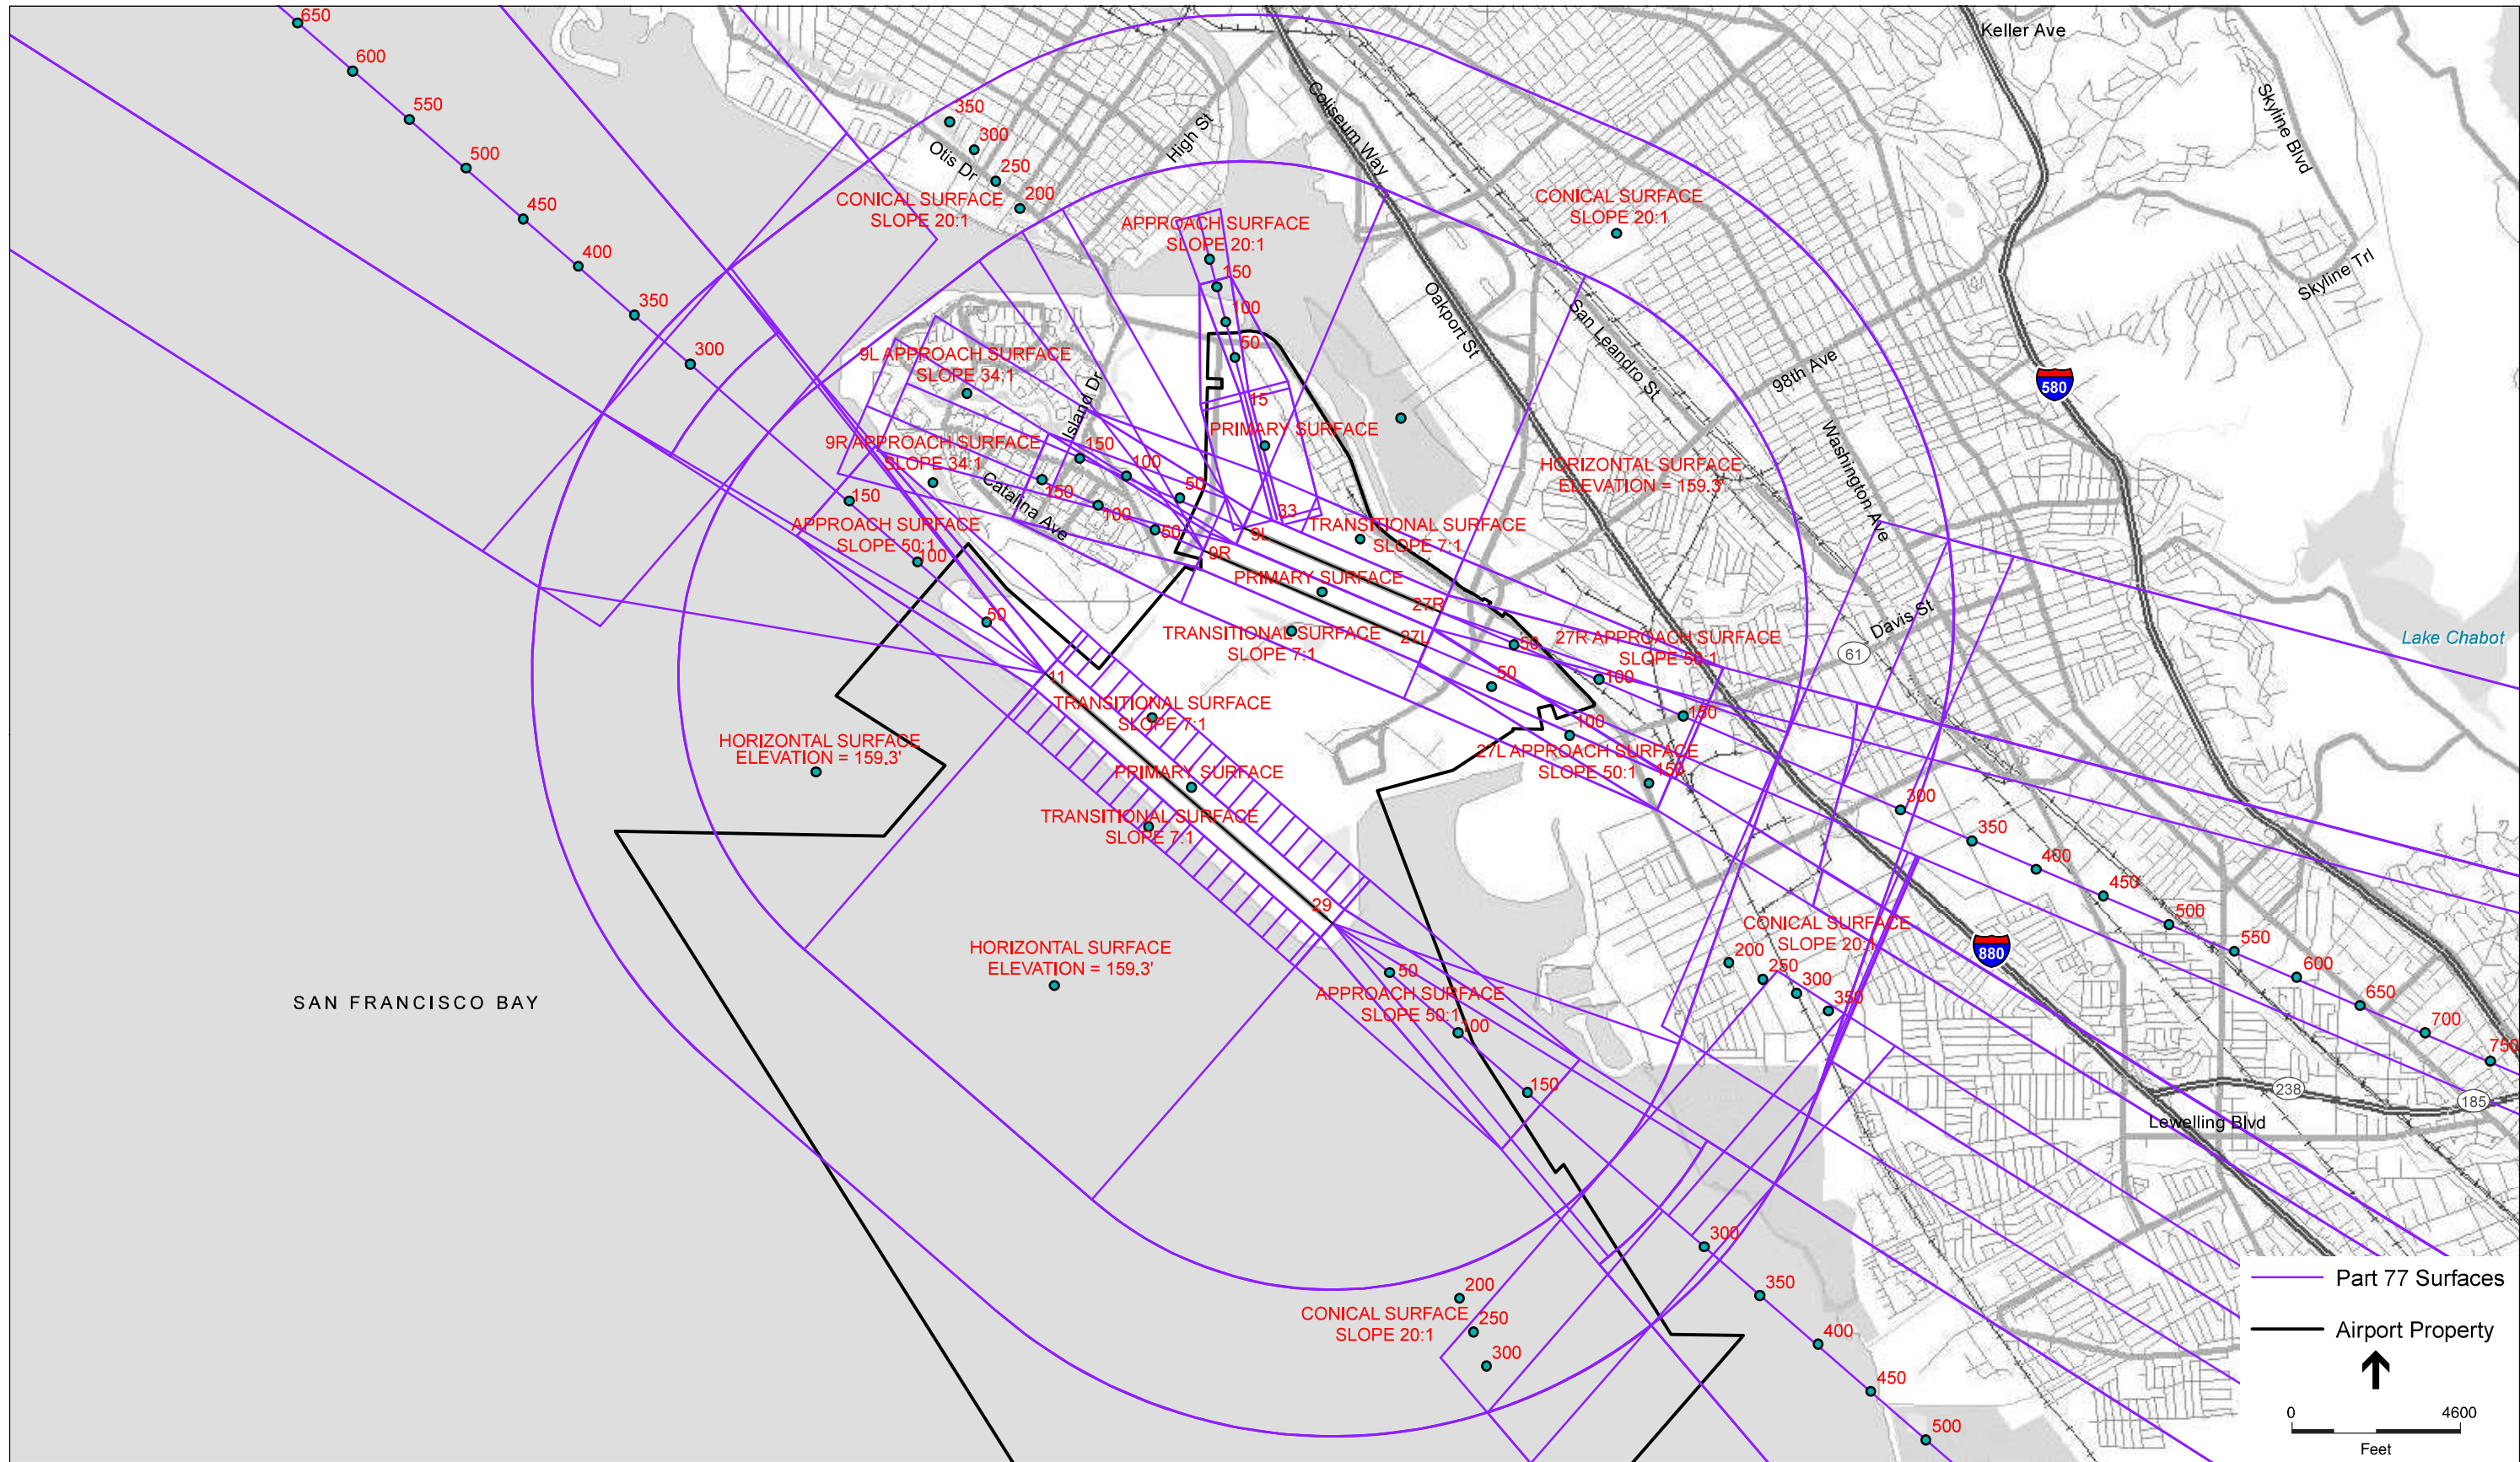 650
600
550
500
450
400
350
300
Keller Ave
Skyline Blvd
Skyline Trl
350
300
250
200
Otis Dr
High St
Coliseum Way
CONICAL SURFACE
SLOPE 20:1
APPROACH SURFACE
SLOPE 20:1
150
100
50
15
CONICAL SURFACE
SLOPE 20:1
Oakport St
San Leandro St
98th Ave
580
Washington Ave
9L APPROACH SURFACE
SLOPE 34:1
Island Dr
9R APPROACH SURFACE
SLOPE 34:1
Catalina Ave
150
100
50
150
100
50
PRIMARY SURFACE
33
9L
9R
HORIZONTAL SURFACE
ELEVATION = 159.3'
TRANSITIONAL SURFACE
SLOPE 7:1
150
APPROACH SURFACE
SLOPE 50:1
100
50
PRIMARY SURFACE
27R
27L
TRANSITIONAL SURFACE
SLOPE 7:1
50
27R APPROACH SURFACE
SLOPE 50:1
100
150
61
Davis St
Lake Chabot
50
100
27L APPROACH SURFACE
SLOPE 50:1
150
11
TRANSITIONAL SURFACE
SLOPE 7:1
HORIZONTAL SURFACE
ELEVATION = 159.3'
PRIMARY SURFACE
TRANSITIONAL SURFACE
SLOPE 7:1
29
300
350
400
450
500
550
600
650
700
750
CONICAL SURFACE
SLOPE 20:1
200
250
300
350
880
HORIZONTAL SURFACE
ELEVATION = 159.3'
SAN FRANCISCO BAY
50
APPROACH SURFACE
SLOPE 50:1
100
150
238
185
Lewelling Blvd
300
350
400
450
500
200
CONICAL SURFACE
SLOPE 20:1
250
300
Part 77 Surfaces
Airport Property
0 4600
Feet